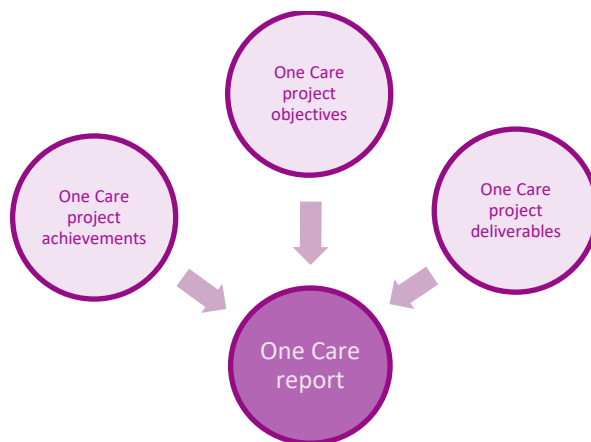 One Care
project
objectives
One Care
project
achievements
One Care
project
deliverables
One Care
report